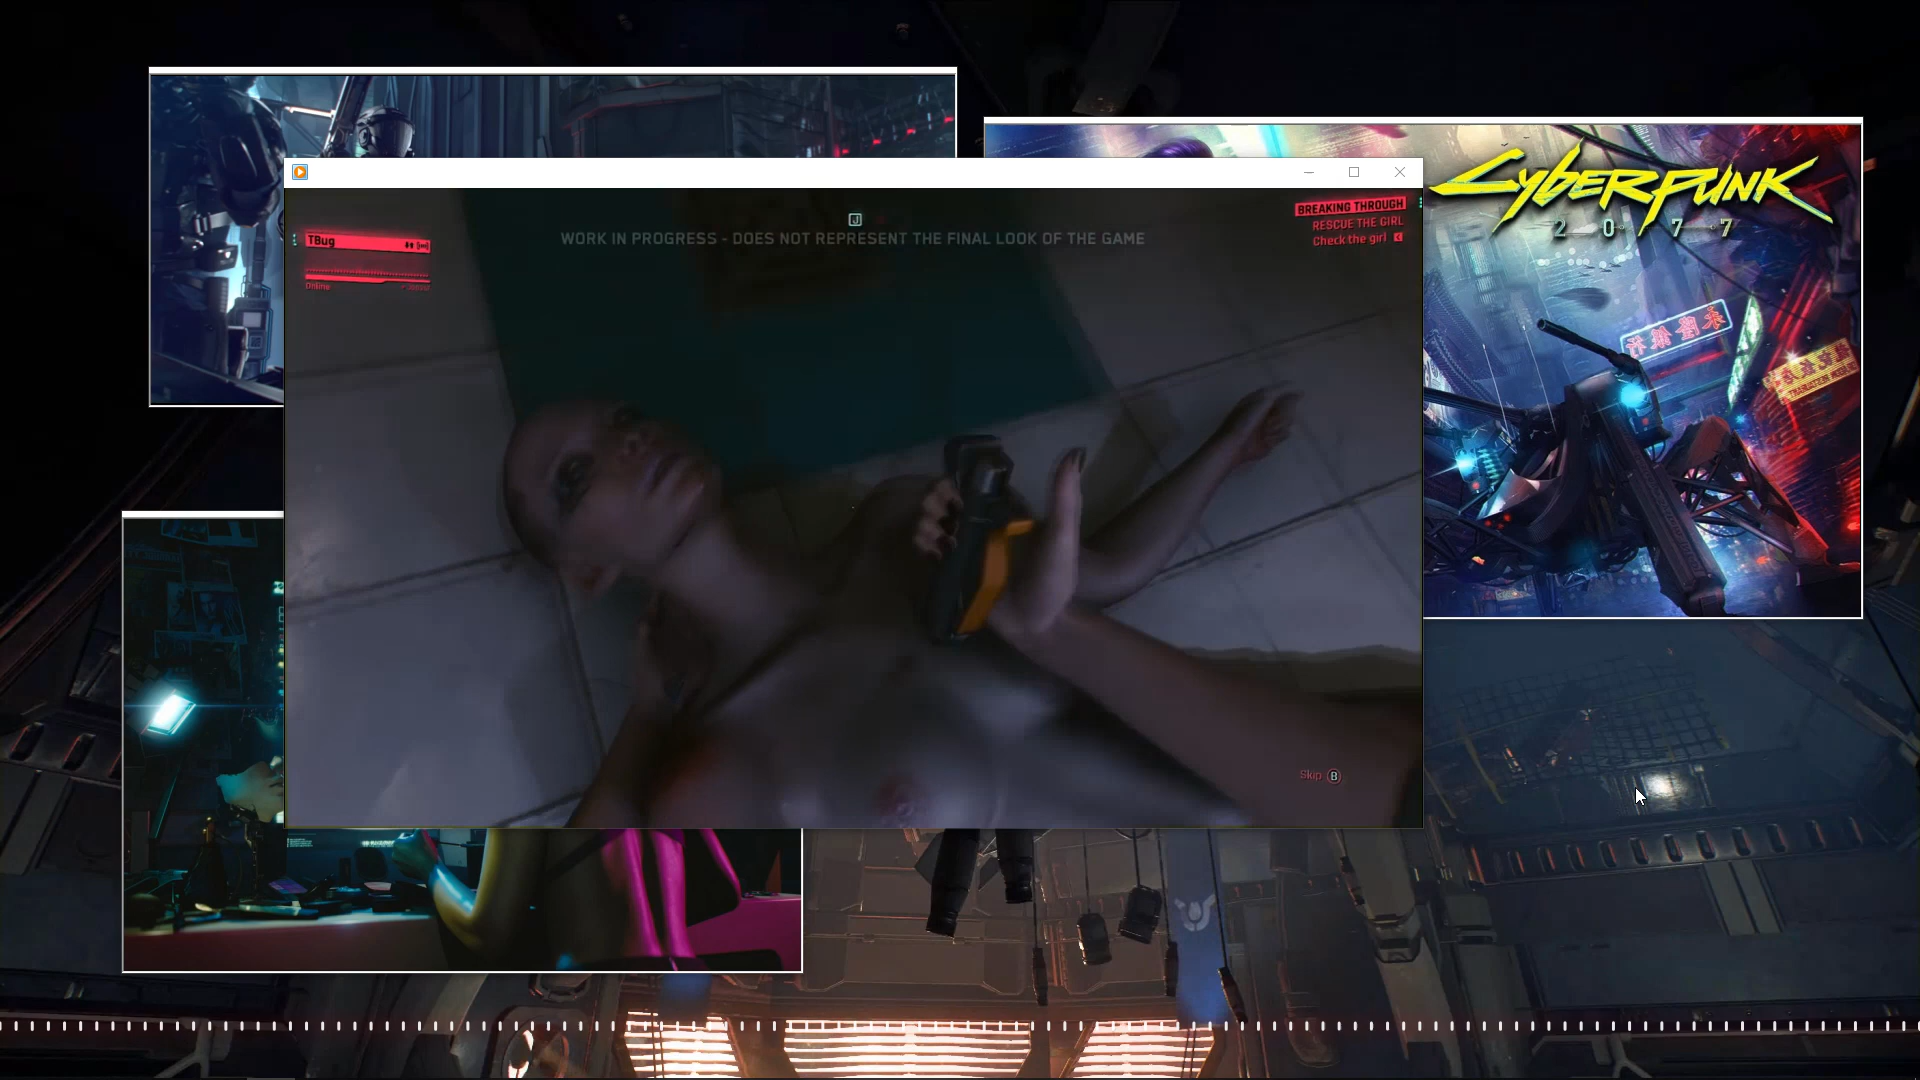 CYBERPUNK
2077
BREAKING THROUGH
RESCUE THE GIRL
Check the girl
J
WORK IN PROGRESS - DOES NOT REPRESENT THE FINAL LOOK OF THE GAME
TBug
Online
Skip B